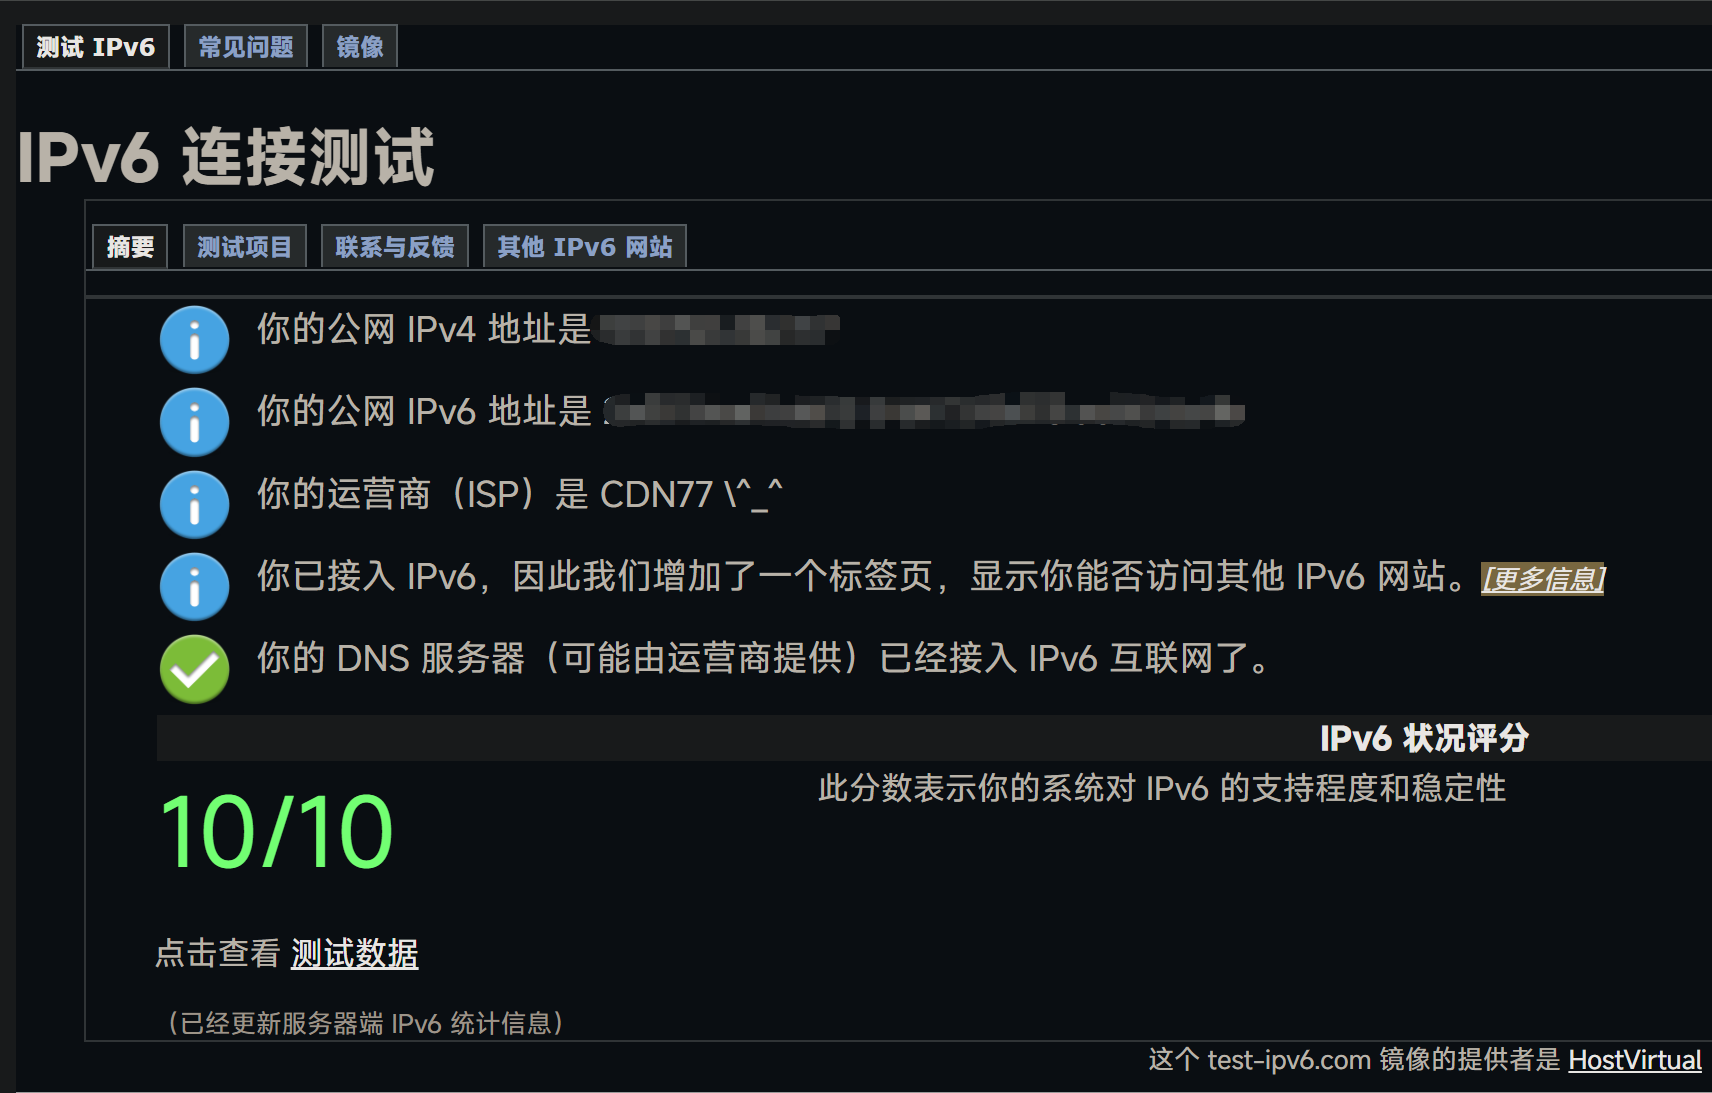 测试 IPv6 常见问题 镜像
IPv6 连接测试
摘要 测试项目 联系与反馈 其他 IPv6 网站
你的公网 IPv4 地址是
你的公网 IPv6 地址是
你的运营商（ISP）是 CDN77 \^_^
你已接入 IPv6，因此我们增加了一个标签页，显示你能否访问其他 IPv6 网站。[更多信息]
你的 DNS 服务器（可能由运营商提供）已经接入 IPv6 互联网了。
IPv6 状况评分
此分数表示你的系统对 IPv6 的支持程度和稳定性
10/10
点击查看 测试数据
（已经更新服务器端 IPv6 统计信息）
这个 test-ipv6.com 镜像的提供者是 HostVirtual